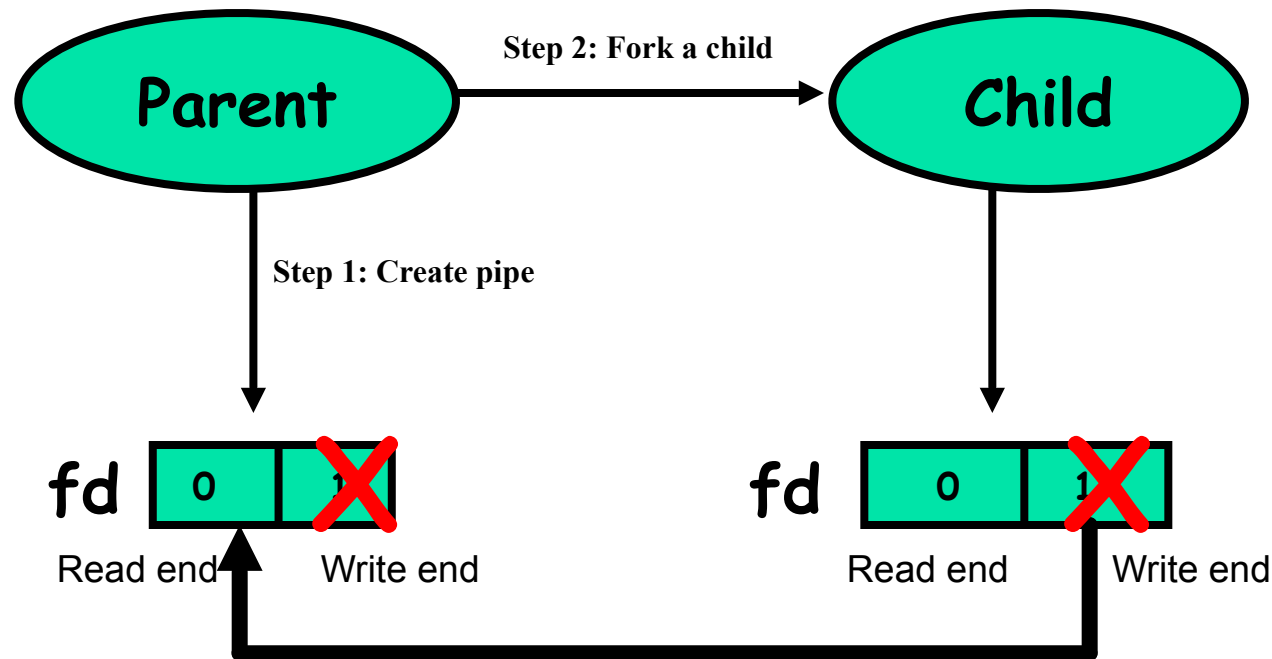 Step 2: Fork a child
Parent
Child
Step 1: Create pipe
fd 0 1
fd 0 1
Read end Write end
Read end Write end